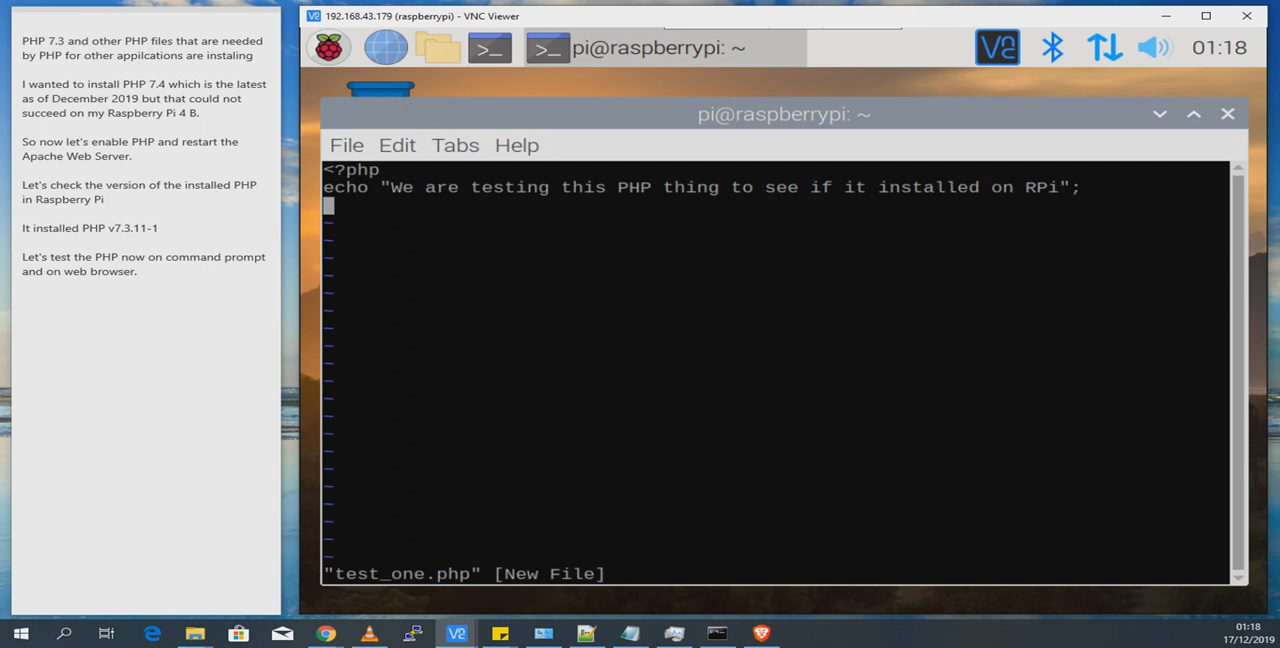 PHP 7.3 and other PHP files that are needed
by PHP for other appilcations are instaling
I wanted to install PHP 7.4 which is the latest
as of December 2019 but that could not
succeed on my Raspberry Pi 4 B.
So now let's enable PHP and restart the
Apache Web Server.
Let's check the version of the installed PHP
in Raspberry Pi
It installed PHP v7.3.11-1
Let's test the PHP now on command prompt
and on web browser.
192.168.43.179 (raspberrypi) - VNC Viewer
pi@raspberrypi: ~
01:18
pi@raspberrypi: ~
File Edit Tabs Help
<?php
echo "We are testing this PHP thing to see if it installed on RPi";
"test_one.php" [New File]
01:18
17/12/2019